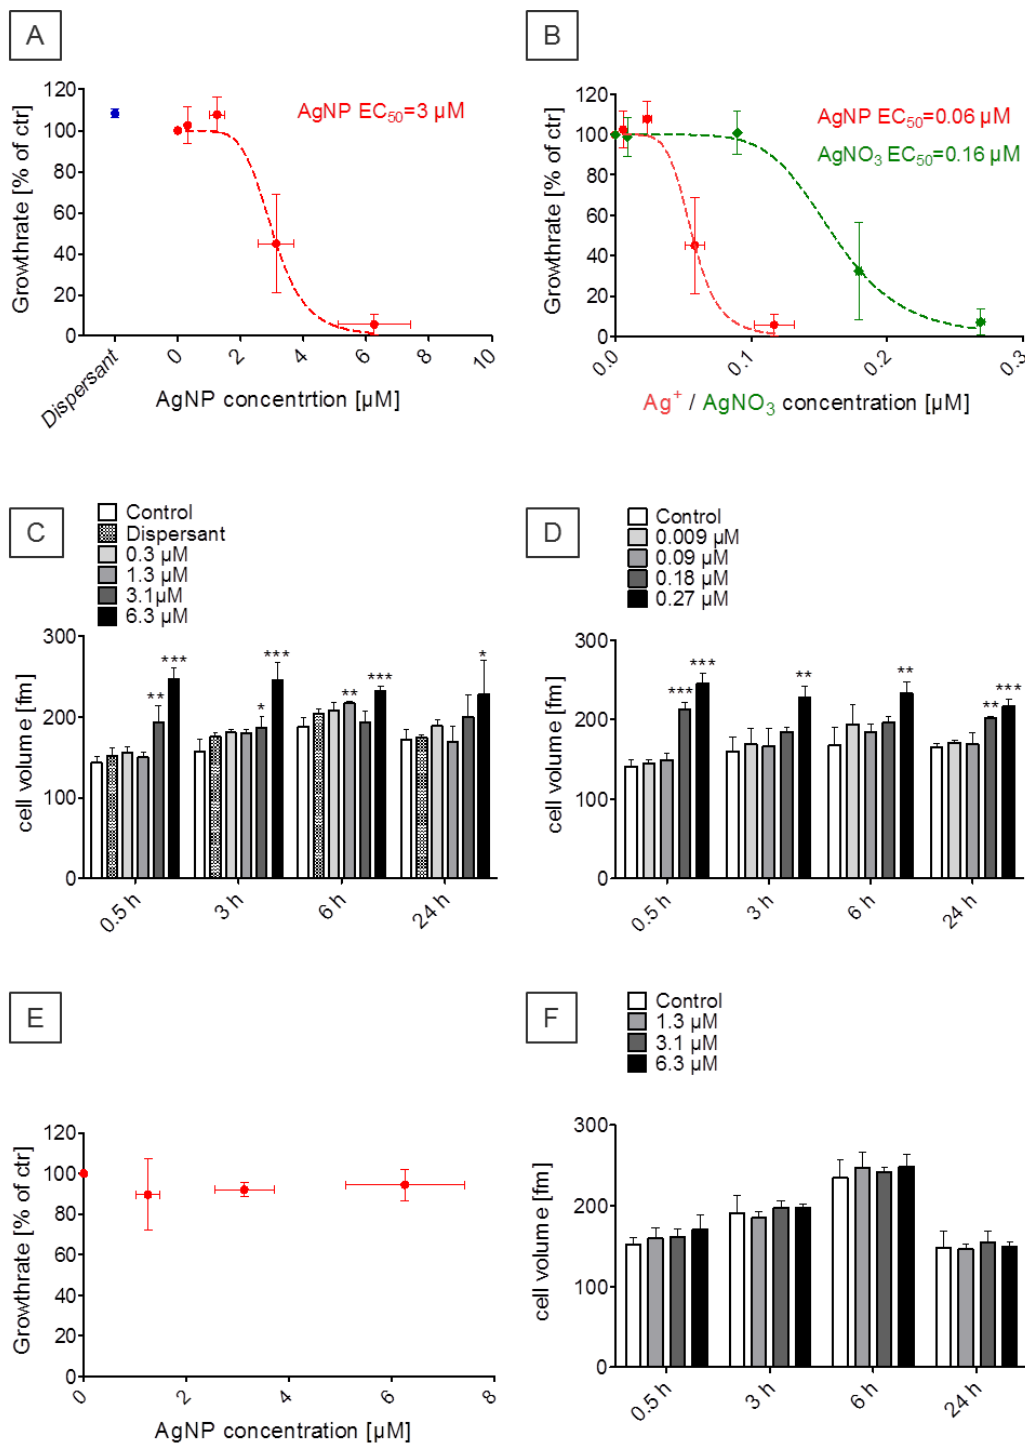 A
Growthrate [% of ctr]
120
100
80
60
40
20
0
AgNP EC50=3 µM
Dispersant
0
2
4
6
8
10
AgNP concentrtion [µM]
B
Growthrate [% of ctr]
120
100
80
60
40
20
0
AgNP EC50=0.06 µM
AgNO3 EC50=0.16 µM
0.0
0.1
0.2
0.3
Ag+ / AgNO3 concentration [µM]
C
Control
Dispersant
0.3 µM
1.3 µM
3.1µM
6.3 µM
cell volume [fm]
300
200
100
0
** *** * *** ** *** *
0.5 h
3 h
6 h
24 h
D
Control
0.009 µM
0.09 µM
0.18 µM
0.27 µM
cell volume [fm]
300
200
100
0
*** *** ** ** ** ***
0.5 h
3 h
6 h
24 h
E
Growthrate [% of ctr]
120
100
80
60
40
20
0
0
2
4
6
8
AgNP concentration [µM]
F
Control
1.3 µM
3.1 µM
6.3 µM
cell volume [fm]
300
200
100
0
0.5 h
3 h
6 h
24 h